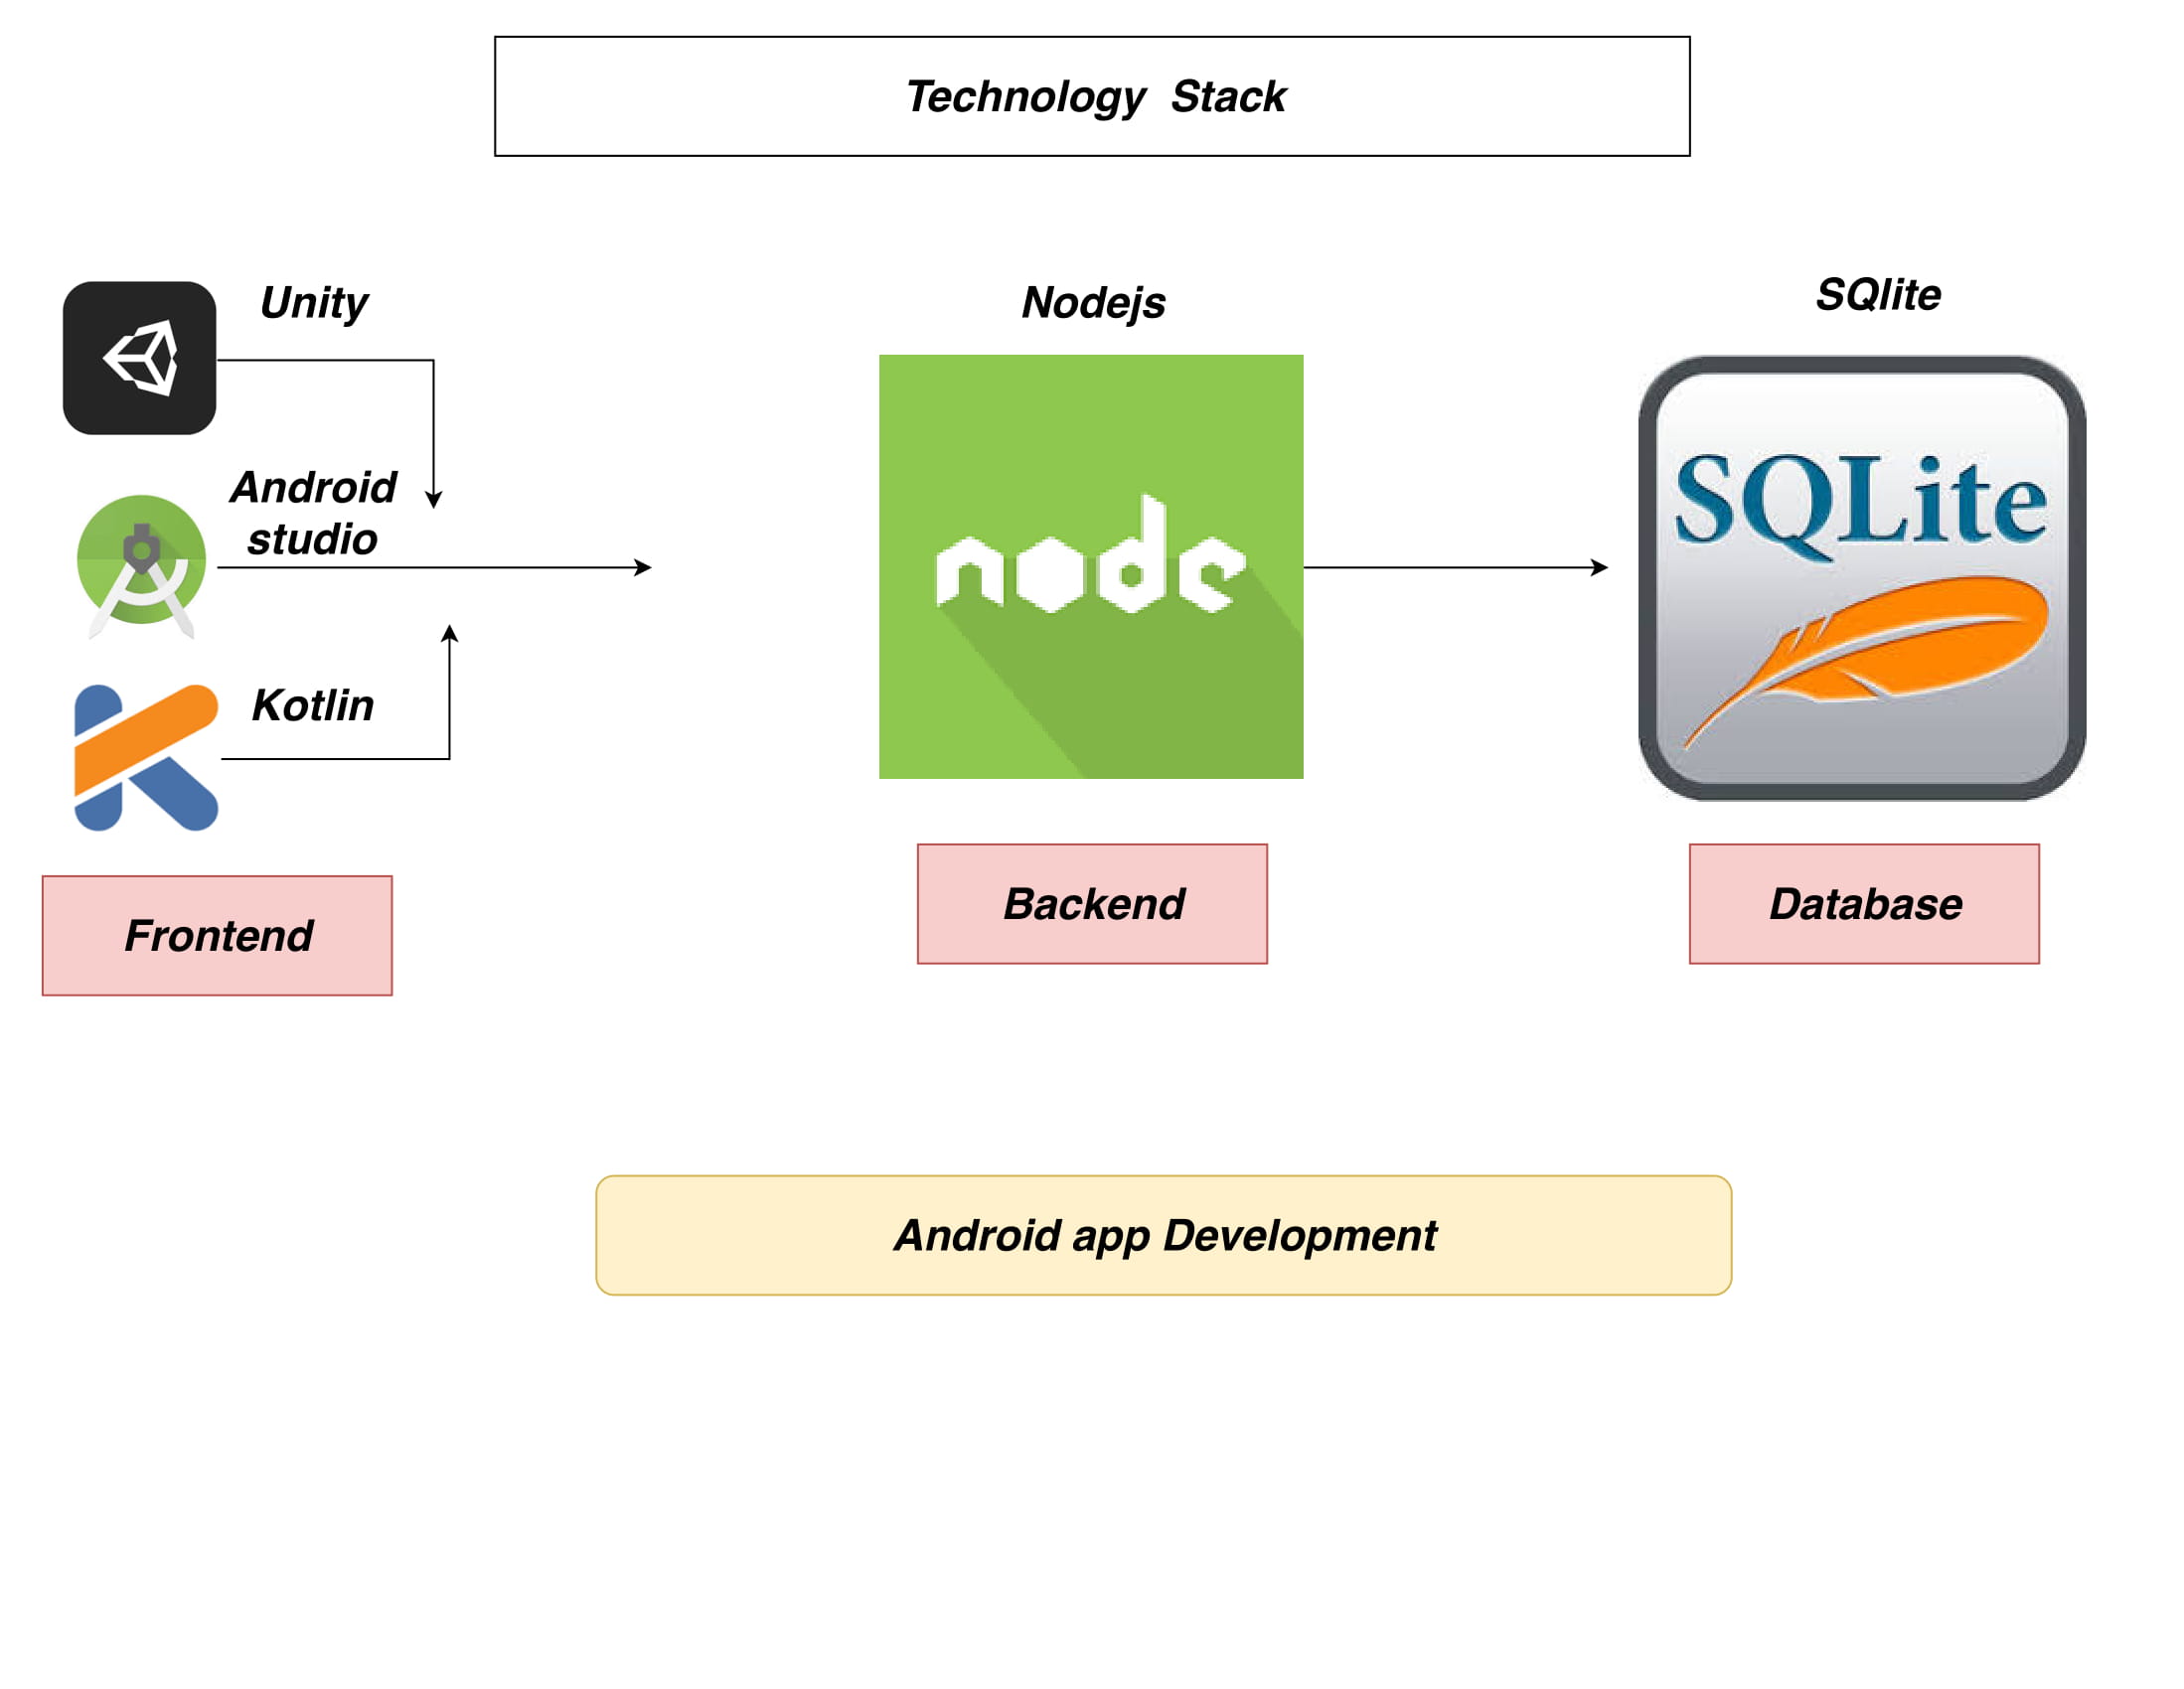 Technology  Stack
Unity
Nodejs
SQlite
Android
studio
node
SQLite
Kotlin
Frontend
Backend
Database
Android app Development